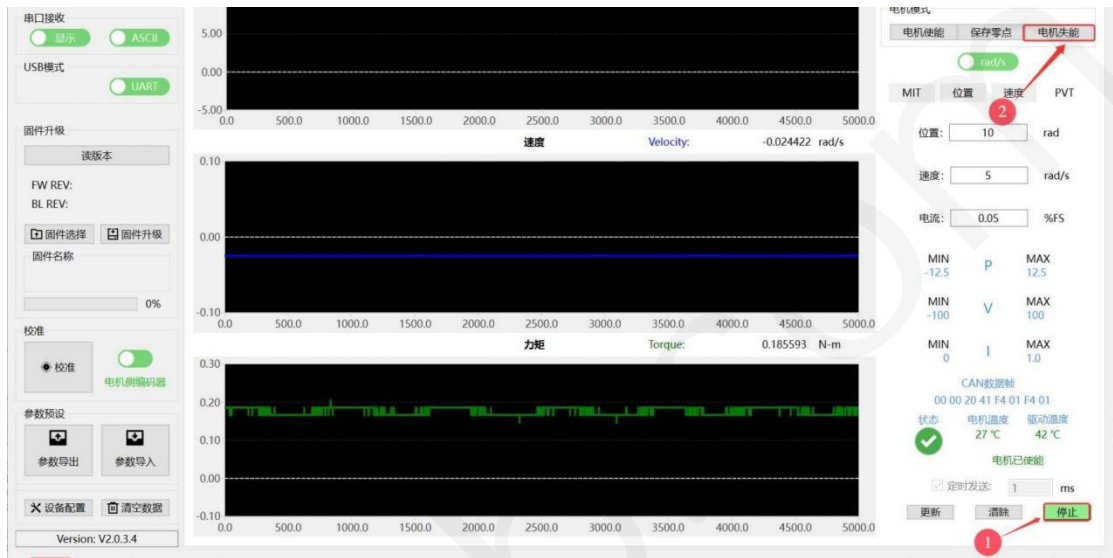 串口接收
显示
ASCII
USB模式
UART
固件升级
读版本
FW REV:
BL REV:
固件选择
固件升级
固件名称
0%
校准
校准
电机侧编码器
参数预设
参数导出
参数导入
设备配置
清空数据
Version: V2.0.3.4
5.00
0.00
-5.00
0.0 500.0 1000.0 1500.0 2000.0 2500.0 3000.0 3500.0 4000.0 4500.0 5000.0
速度 Velocity: -0.024422 rad/s
0.10
0.00
-0.10
0.0 500.0 1000.0 1500.0 2000.0 2500.0 3000.0 3500.0 4000.0 4500.0 5000.0
力矩 Torque: 0.185593 N-m
0.30
0.20
0.10
0.00
-0.10
0.0 500.0 1000.0 1500.0 2000.0 2500.0 3000.0 3500.0 4000.0 4500.0 5000.0
电机模式
电机使能 保存零点 电机失能
rad/s
MIT 位置 速度 PVT
2
位置: 10 rad
速度: 5 rad/s
电流: 0.05 %FS
MIN P MAX
-12.5 12.5
MIN V MAX
-100 100
MIN I MAX
0 1.0
CAN数据帧
00 00 20 41 F4 01 F4 01
状态 电机温度 驱动温度
27 ℃ 42 ℃
电机已使能
定时发送: 1 ms
更新 清除 停止
1